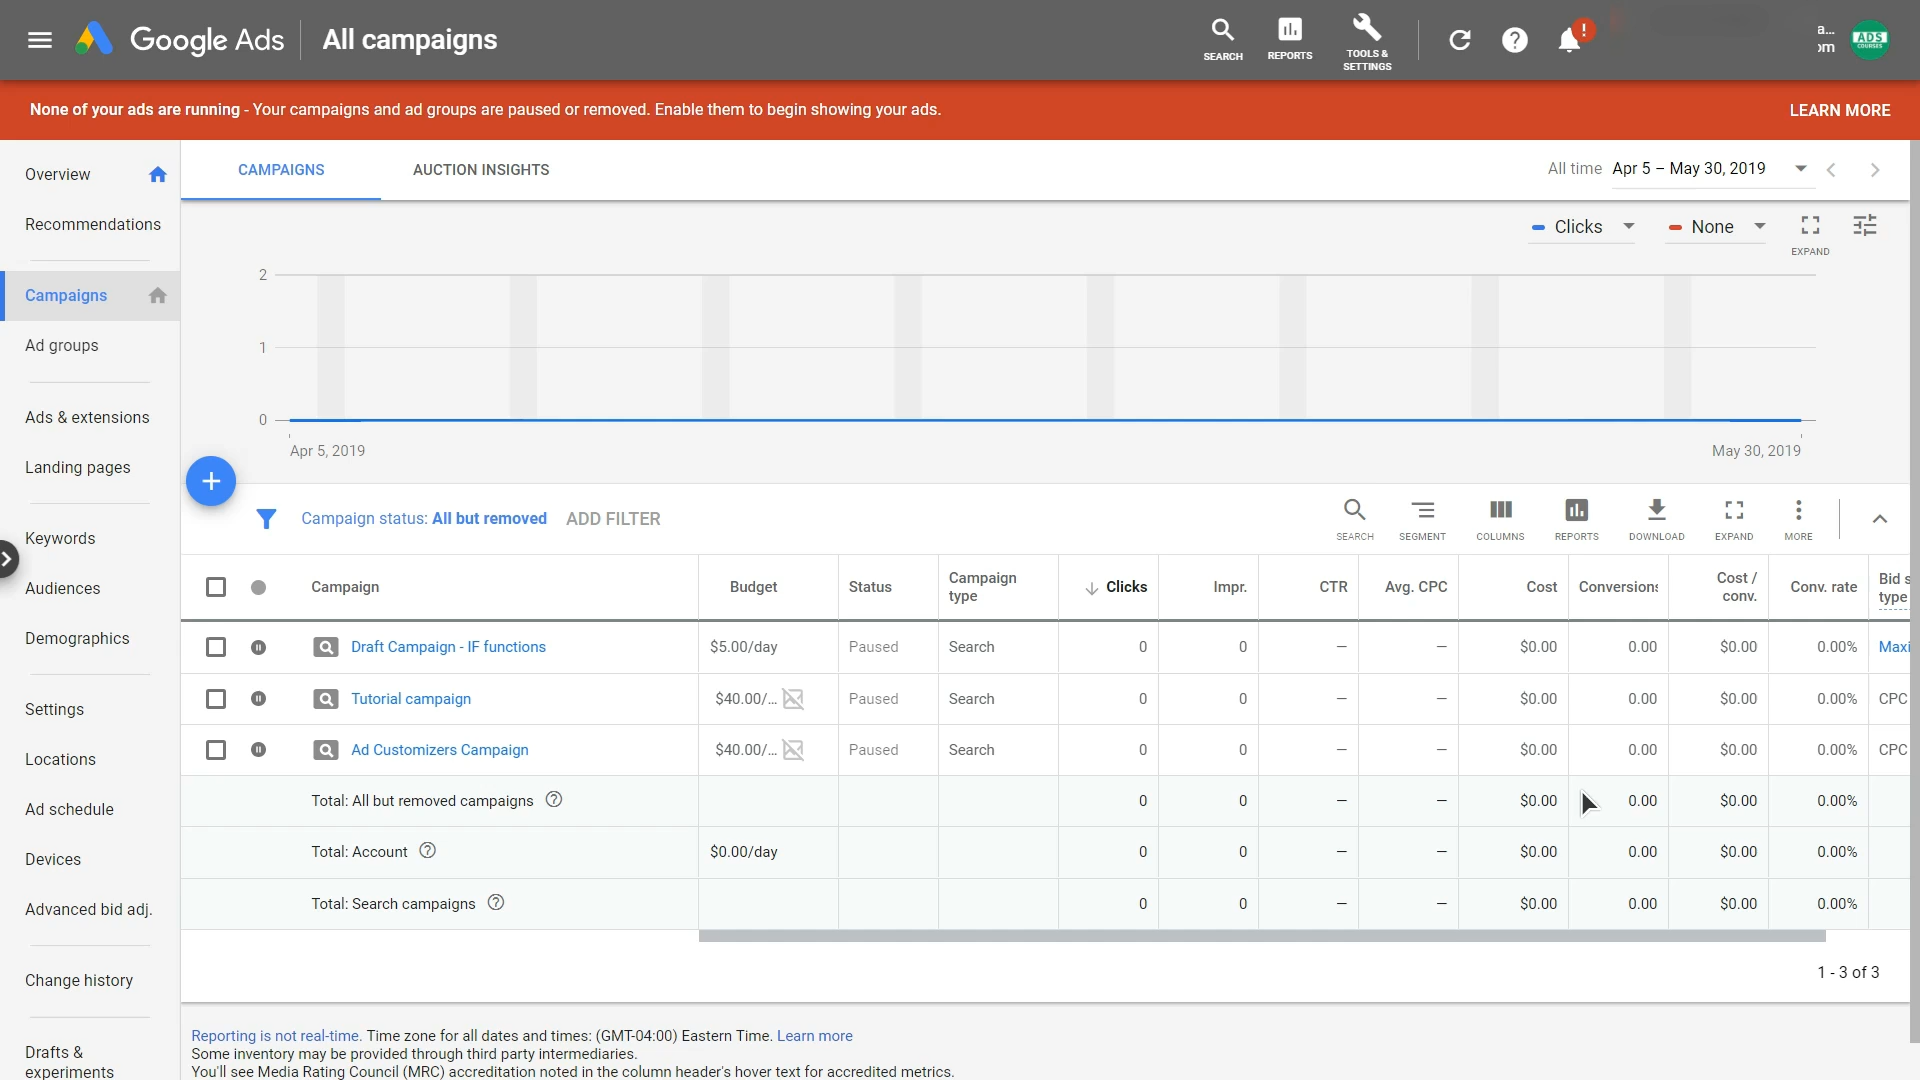 Google Ads
All campaigns
SEARCH
REPORTS
TOOLS &
SETTINGS
?
!
a...
om
ADS
COURSES
None of your ads are running - Your campaigns and ad groups are paused or removed. Enable them to begin showing your ads.
LEARN MORE
Overview
Recommendations
Campaigns
Ad groups
Ads & extensions
Landing pages
Keywords
Audiences
Demographics
Settings
Locations
Ad schedule
Devices
Advanced bid adj.
Change history
Drafts &
experiments
CAMPAIGNS
AUCTION INSIGHTS
All time Apr 5 – May 30, 2019
Clicks
None
EXPAND
2
1
0
Apr 5, 2019
May 30, 2019
Campaign status: All but removed
ADD FILTER
SEARCH
SEGMENT
COLUMNS
REPORTS
DOWNLOAD
EXPAND
MORE
Campaign Budget Status Campaign type Clicks Impr. CTR Avg. CPC Cost Conversions Cost / conv. Conv. rate Bid s type
Draft Campaign - IF functions $5.00/day Paused Search 0 0 — — $0.00 0.00 $0.00 0.00% Maxi
Tutorial campaign $40.00/... Paused Search 0 0 — — $0.00 0.00 $0.00 0.00% CPC
Ad Customizers Campaign $40.00/... Paused Search 0 0 — — $0.00 0.00 $0.00 0.00% CPC
Total: All but removed campaigns ? 0 0 — — $0.00 0.00 $0.00 0.00%
Total: Account ? $0.00/day 0 0 — — $0.00 0.00 $0.00 0.00%
Total: Search campaigns ? 0 0 — — $0.00 0.00 $0.00 0.00%
1 - 3 of 3
Reporting is not real-time. Time zone for all dates and times: (GMT-04:00) Eastern Time. Learn more
Some inventory may be provided through third party intermediaries.
You'll see Media Rating Council (MRC) accreditation noted in the column header's hover text for accredited metrics.